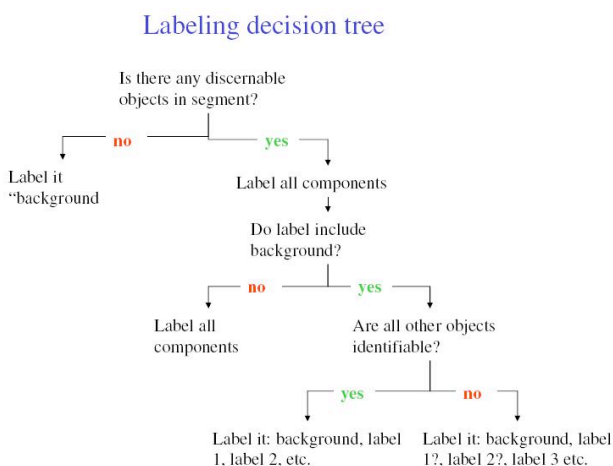 Labeling decision tree
Is there any discernable
objects in segment?
no
yes
Label it
“background
Label all components
Do label include
background?
no
yes
Label all
components
Are all other objects
identifiable?
yes
no
Label it: background, label
1, label 2, etc.
Label it: background, label
1?, label 2?, label 3 etc.